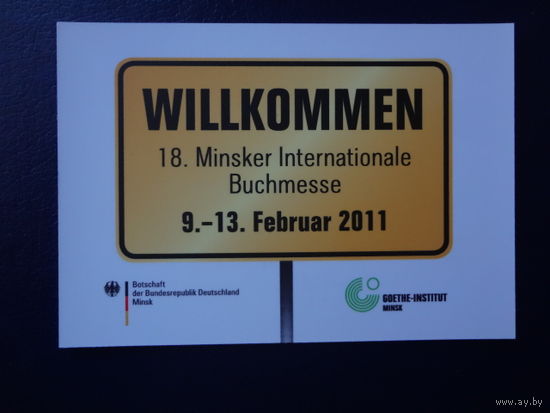 WILLKOMMEN
18. Minsker Internationale
Buchmesse
9.–13. Februar 2011
Botschaft
der Bundesrepublik Deutschland
Minsk
GOETHE-INSTITUT
MINSK
www.ay.by